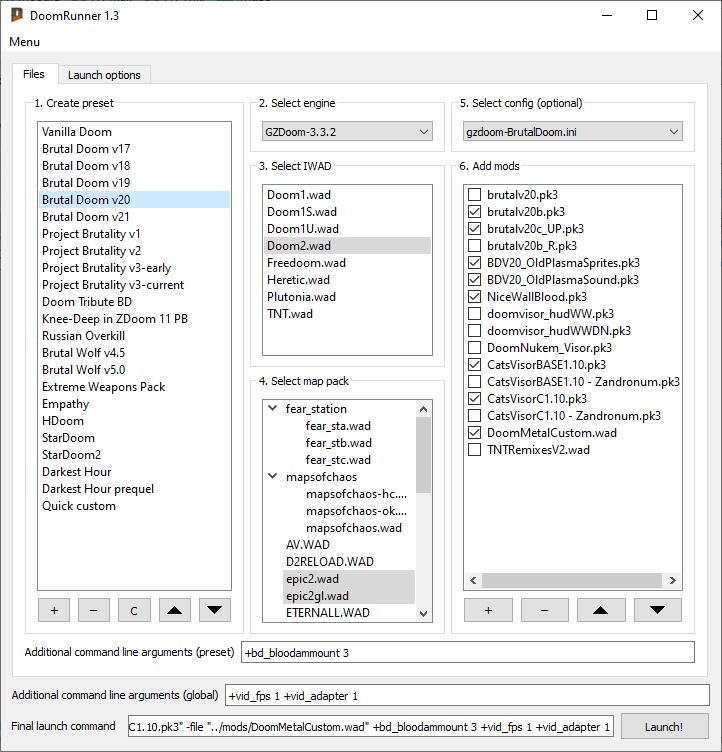 DoomRunner 1.3
Menu
Files
Launch options
1. Create preset
Vanilla Doom
Brutal Doom v17
Brutal Doom v18
Brutal Doom v19
Brutal Doom v20
Brutal Doom v21
Project Brutality v1
Project Brutality v2
Project Brutality v3-early
Project Brutality v3-current
Doom Tribute BD
Knee-Deep in ZDoom 11 PB
Russian Overkill
Brutal Wolf v4.5
Brutal Wolf v5.0
Extreme Weapons Pack
Empathy
HDoom
StarDoom
StarDoom2
Darkest Hour
Darkest Hour prequel
Quick custom
+
−
C
2. Select engine
GZDoom-3.3.2
3. Select IWAD
Doom1.wad
Doom1S.wad
Doom1U.wad
Doom2.wad
Freedoom.wad
Heretic.wad
Plutonia.wad
TNT.wad
4. Select map pack
fear_station
fear_sta.wad
fear_stb.wad
fear_stc.wad
mapsofchaos
mapsofchaos-hc....
mapsofchaos-ok....
mapsofchaos.wad
AV.WAD
D2RELOAD.WAD
epic2.wad
epic2gl.wad
ETERNALL.WAD
5. Select config (optional)
gzdoom-BrutalDoom.ini
6. Add mods
brutalv20.pk3
brutalv20b.pk3
brutalv20c_UP.pk3
brutalv20b_R.pk3
BDV20_OldPlasmaSprites.pk3
BDV20_OldPlasmaSound.pk3
NiceWallBlood.pk3
doomvisor_hudWW.pk3
doomvisor_hudWWDN.pk3
DoomNukem_Visor.pk3
CatsVisorBASE1.10.pk3
CatsVisorBASE1.10 - Zandronum.pk3
CatsVisorC1.10.pk3
CatsVisorC1.10 - Zandronum.pk3
DoomMetalCustom.wad
TNTRemixesV2.wad
+
−
Additional command line arguments (preset) +bd_bloodammount 3
Additional command line arguments (global) +vid_fps 1 +vid_adapter 1
Final launch command C1.10.pk3" -file "../mods/DoomMetalCustom.wad" +bd_bloodammount 3 +vid_fps 1 +vid_adapter 1
Launch!